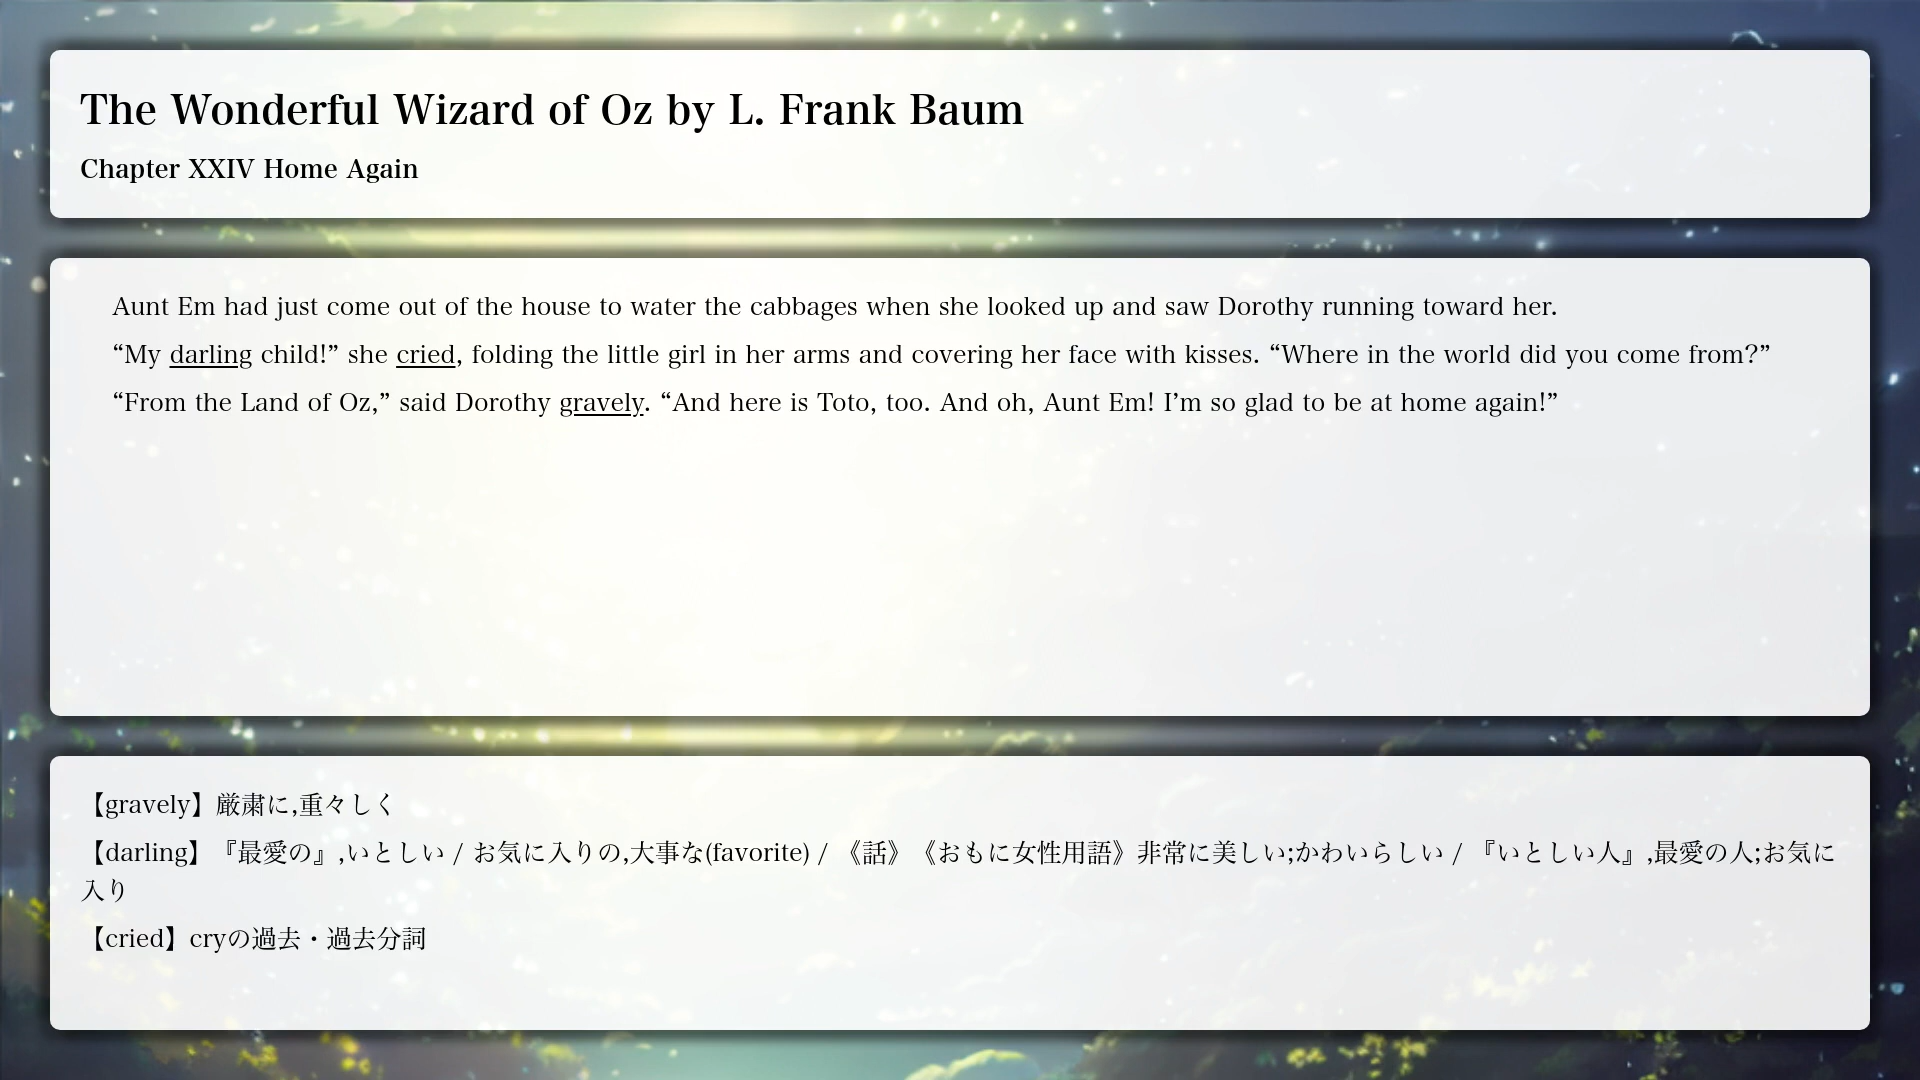 The Wonderful Wizard of Oz by L. Frank Baum
Chapter XXIV Home Again
Aunt Em had just come out of the house to water the cabbages when she looked up and saw Dorothy running toward her.
“My darling child!” she cried, folding the little girl in her arms and covering her face with kisses. “Where in the world did you come from?”
“From the Land of Oz,” said Dorothy gravely. “And here is Toto, too. And oh, Aunt Em! I’m so glad to be at home again!”
【gravely】厳粛に,重々しく
【darling】『最愛の』,いとしい / お気に入りの,大事な(favorite) / 《話》《おもに女性用語》非常に美しい;かわいらしい / 『いとしい人』,最愛の人;お気に
入り
【cried】cryの過去・過去分詞